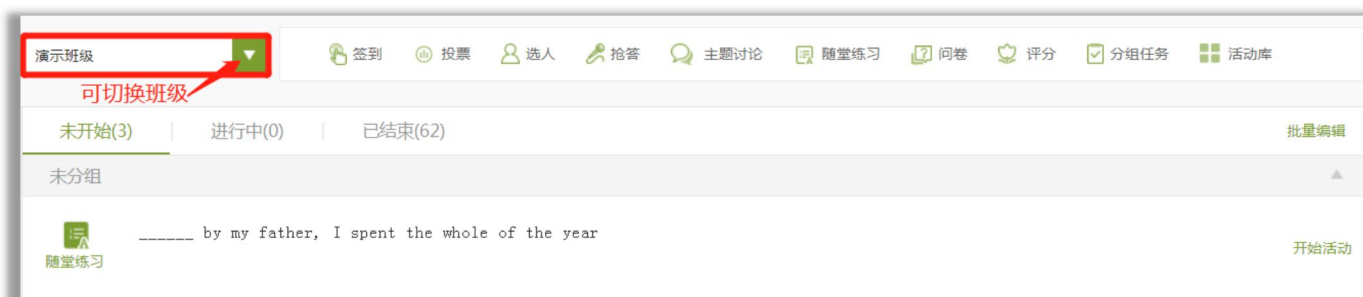 演示班级 签到 投票 选人 抢答 主题讨论 随堂练习 问卷 评分 分组任务 活动库
可切换班级
未开始(3) 进行中(0) 已结束(62) 批量编辑
未分组
______ by my father, I spent the whole of the year
随堂练习 开始活动